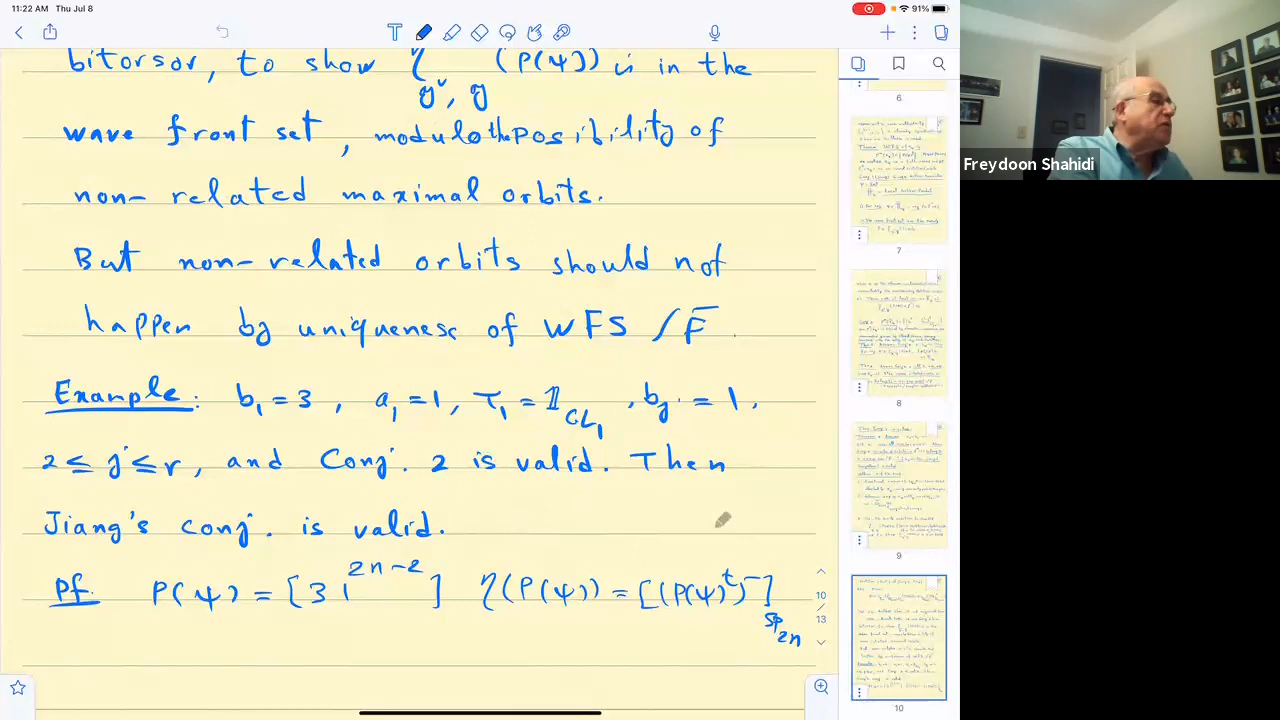 11:22 AM Thu Jul 8
91%
bitorsor, to show η (P(ψ)) is in the
g^∨, g
wave front set, modulo the posibility of
non-related maximal orbits.
But non-related orbits should not
happen by uniqueness of WFS / F̄.
Example: b₁ = 3, a₁ = 1, τ₁ = 𝟙_{GL₁}, b_j = 1,
2 ≤ j ≤ r, and Conj. 2 is valid. Then
Jiang's conj. is valid.
Pf. P(ψ) = [3 1^{2n-2}] η(P(ψ)) = [(P(ψ)^t)^-]_{Sp_{2n}}
10
/
13
6
7
8
9
10
Freydoon Shahidi